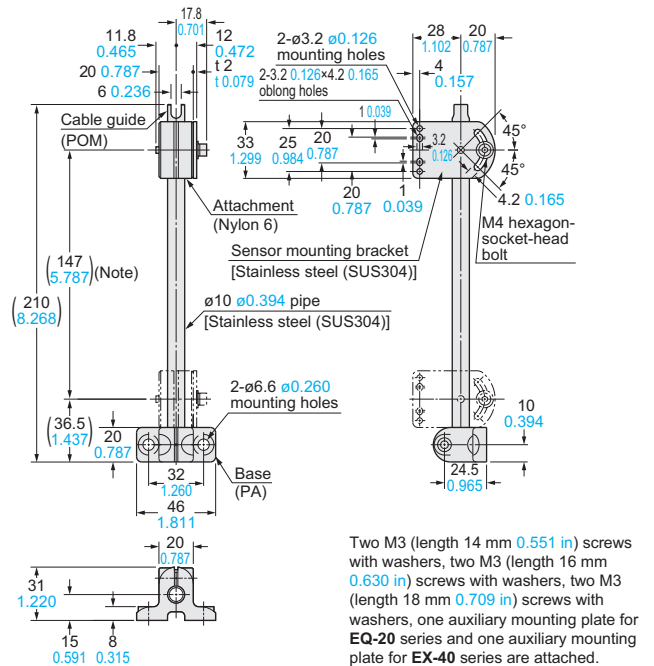 17.8
0.701
11.8
0.465
12
0.472
20 0.787
t 2
t 0.079
6 0.236
Cable guide
(POM)
Attachment
(Nylon 6)
(147
5.787)(Note)
(210
8.268)
ø10 ø0.394 pipe
[Stainless steel (SUS304)]
(36.5
1.437)
20
0.787
2-ø6.6 ø0.260
mounting holes
32
1.260
46
1.811
Base
(PA)
28
1.102
20
0.787
2-ø3.2 ø0.126
mounting holes
4
0.157
2-3.2 0.126×4.2 0.165
oblong holes
1 0.039
33
1.299
25
0.984
20
0.787
3.2
0.126
45°
45°
20
0.787
1
0.039
4.2 0.165
M4 hexagon-
socket-head
bolt
Sensor mounting bracket
[Stainless steel (SUS304)]
10
0.394
24.5
0.965
20
0.787
31
1.220
15
0.591
8
0.315
Two M3 (length 14 mm 0.551 in) screws
with washers, two M3 (length 16 mm
0.630 in) screws with washers, two M3
(length 18 mm 0.709 in) screws with
washers, one auxiliary mounting plate for
EQ-20 series and one auxiliary mounting
plate for EX-40 series are attached.